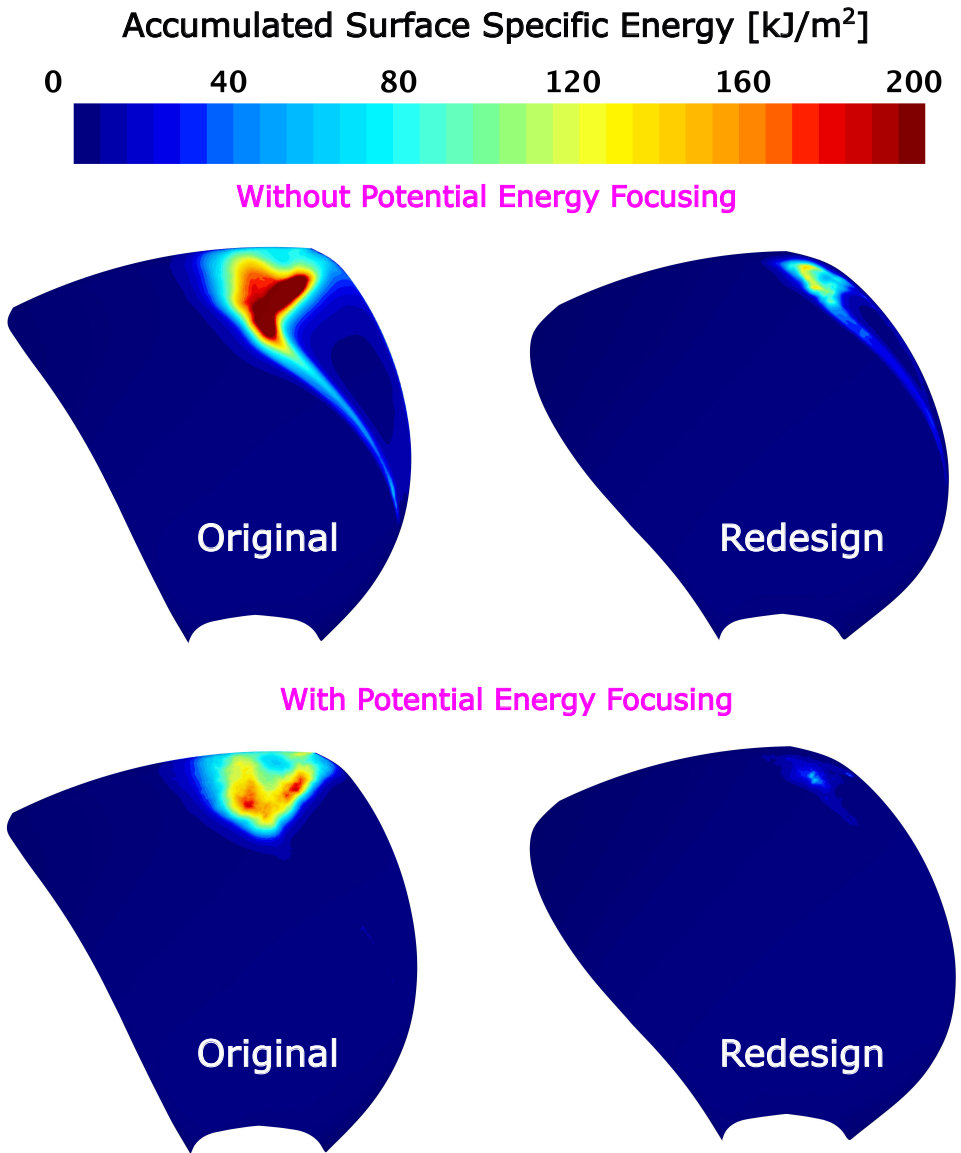 Accumulated Surface Specific Energy [kJ/m²]
0 40 80 120 160 200
Without Potential Energy Focusing
Original Redesign
With Potential Energy Focusing
Original Redesign